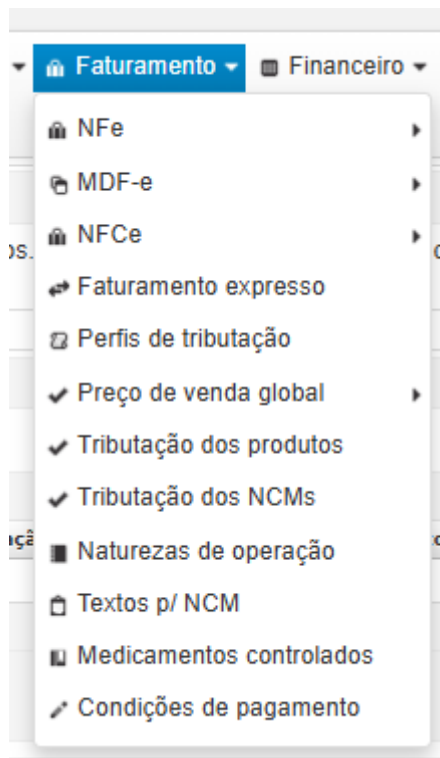 Faturamento Financeiro
NFe
MDF-e
NFCe
os.
Faturamento expresso
Perfis de tributação
Preço de venda global
Tributação dos produtos
Tributação dos NCMs
Naturezas de operação
Textos p/ NCM
Medicamentos controlados
Condições de pagamento